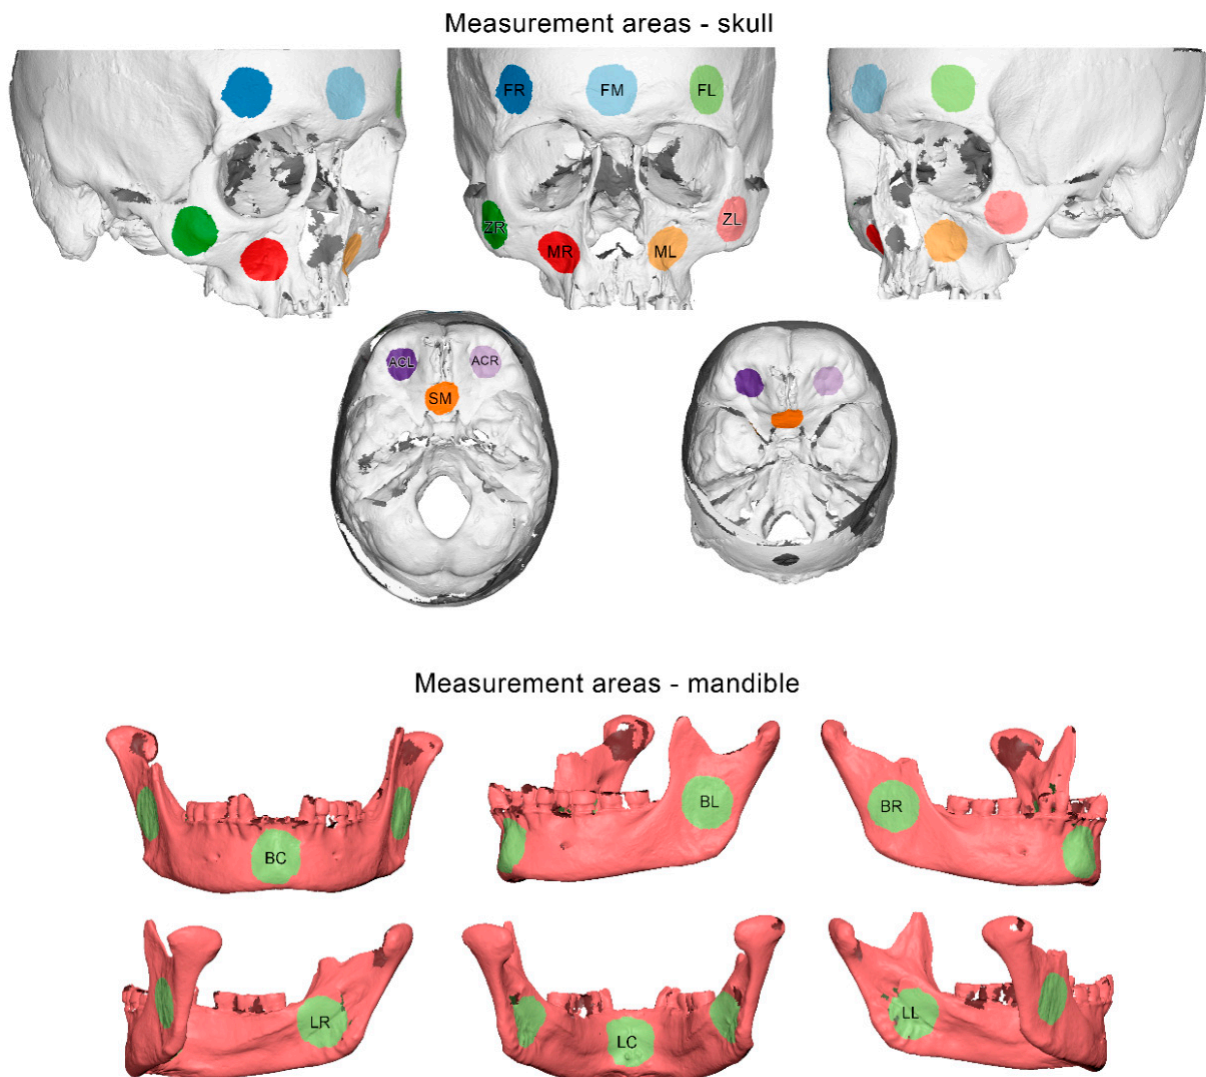 Measurement areas - skull
FR FM FL
ZR MR ML ZL
ACL ACR
SM
Measurement areas - mandible
BC BL BR
LR LC LL